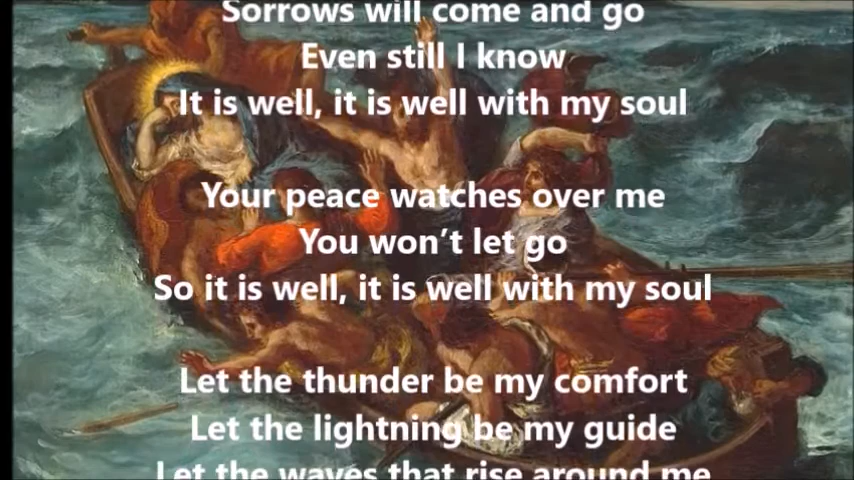 Sorrows will come and go
Even still I know
It is well, it is well with my soul
Your peace watches over me
You won't let go
So it is well, it is well with my soul
Let the thunder be my comfort
Let the lightning be my guide
Let the waves that rise around me